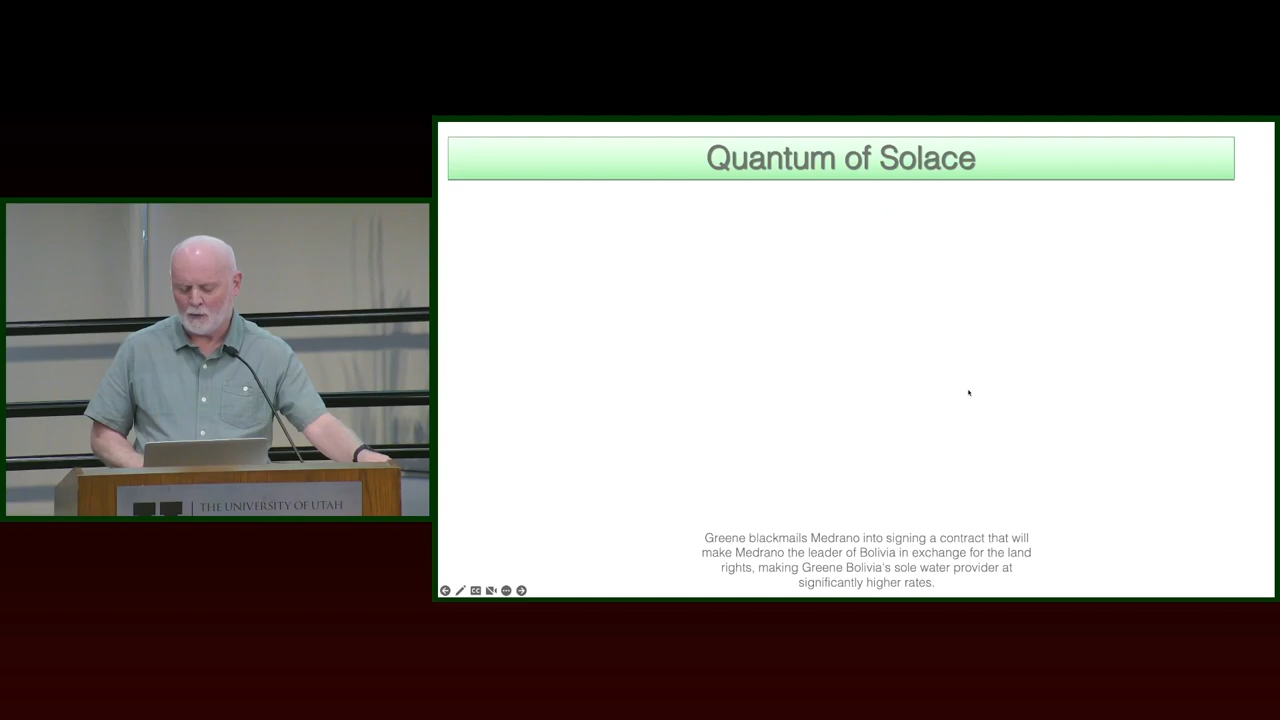 Quantum of Solace
THE UNIVERSITY OF UTAH
Greene blackmails Medrano into signing a contract that will
make Medrano the leader of Bolivia in exchange for the land
rights, making Greene Bolivia's sole water provider at
significantly higher rates.
CC